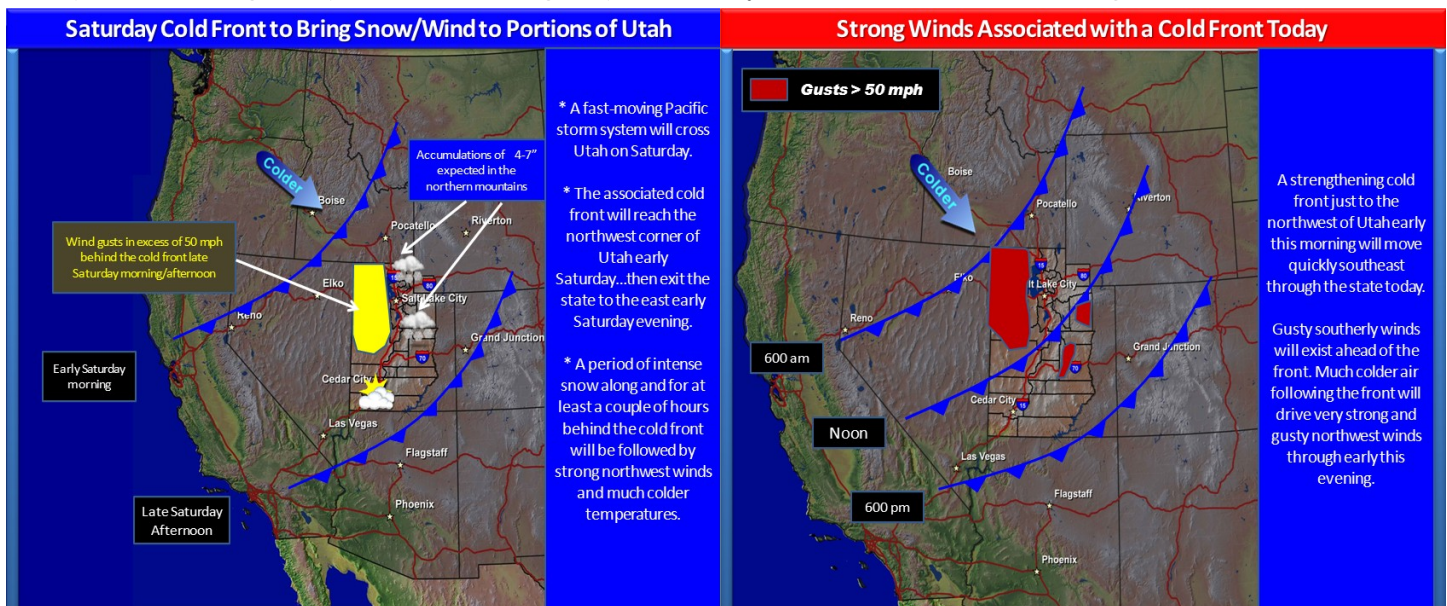 Saturday Cold Front to Bring Snow/Wind to Portions of Utah
Colder
Boise
Accumulations of 4-7"
expected in the
northern mountains
Pocatello
Riverton
Wind gusts in excess of 50 mph
behind the cold front late
Saturday morning/afternoon
Elko
15
80
Salt Lake City
Reno
Grand Junction
70
Early Saturday
morning
Cedar City
Las Vegas
Flagstaff
Phoenix
Late Saturday
Afternoon
* A fast-moving Pacific
storm system will cross
Utah on Saturday.
* The associated cold
front will reach the
northwest corner of
Utah early
Saturday...then exit the
state to the east early
Saturday evening.
* A period of intense
snow along and for at
least a couple of hours
behind the cold front
will be followed by
strong northwest winds
and much colder
temperatures.
Strong Winds Associated with a Cold Front Today
Gusts > 50 mph
Colder
Boise
Pocatello
Riverton
Elko
15
80
lt Lake City
Reno
Grand Junction
70
600 am
Cedar City
15
Noon
Las Vegas
Flagstaff
600 pm
Phoenix
A strengthening cold
front just to the
northwest of Utah early
this morning will move
quickly southeast
through the state today.
Gusty southerly winds
will exist ahead of the
front. Much colder air
following the front will
drive very strong and
gusty northwest winds
through early this
evening.